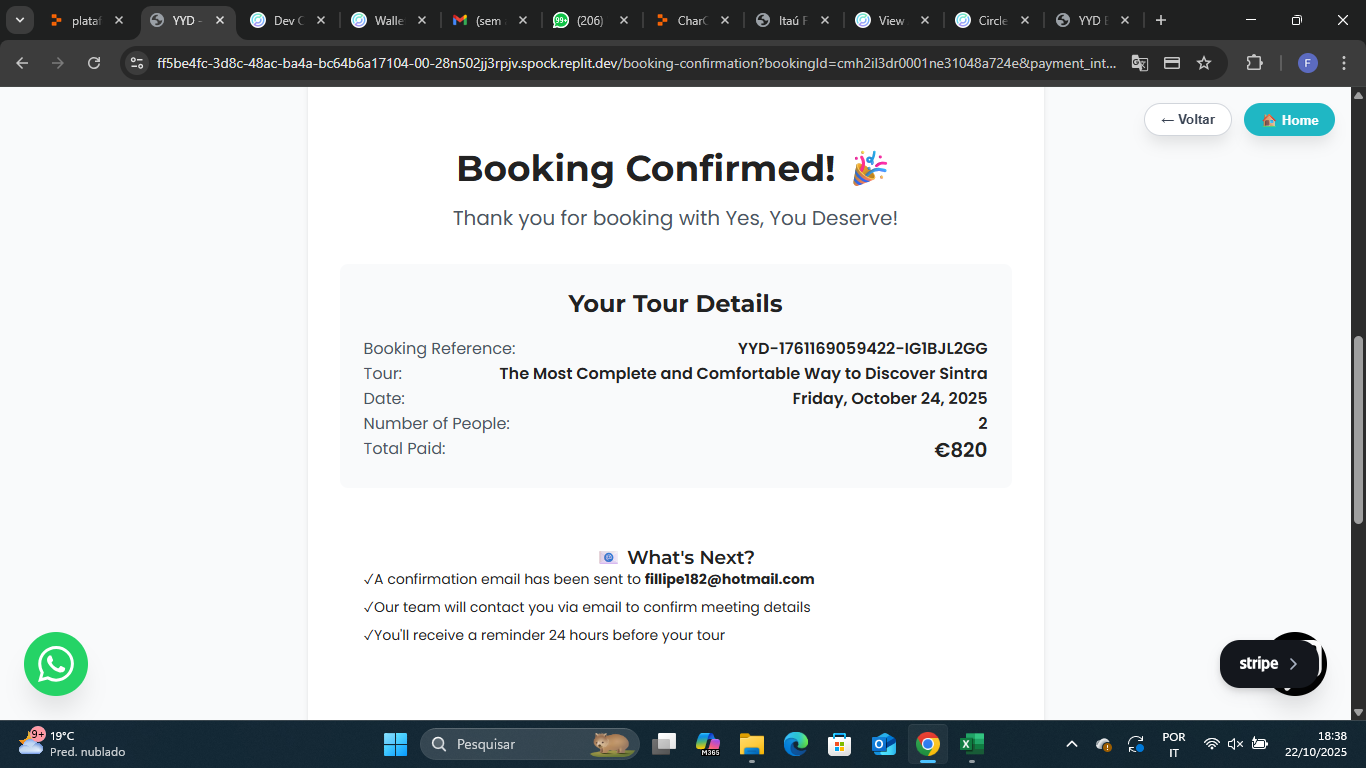 plataf
YYD -
Dev C
Walle
(sem
99+
(206)
CharG
Itaú F
View
Circle
YYD E
ff5be4fc-3d8c-48ac-ba4a-bc64b6a17104-00-28n502jj3rpjv.spock.replit.dev/booking-confirmation?bookingId=cmh2il3dr0001ne31048a724e&payment_int...
F
← Voltar
Home
Booking Confirmed!
Thank you for booking with Yes, You Deserve!
Your Tour Details
Booking Reference: YYD-1761169059422-IG1BJL2GG
Tour: The Most Complete and Comfortable Way to Discover Sintra
Date: Friday, October 24, 2025
Number of People: 2
Total Paid: €820
What's Next?
✓A confirmation email has been sent to fillipe182@hotmail.com
✓Our team will contact you via email to confirm meeting details
✓You'll receive a reminder 24 hours before your tour
stripe
9+
19°C
Pred. nublado
Pesquisar
M365
POR
IT
18:38
22/10/2025